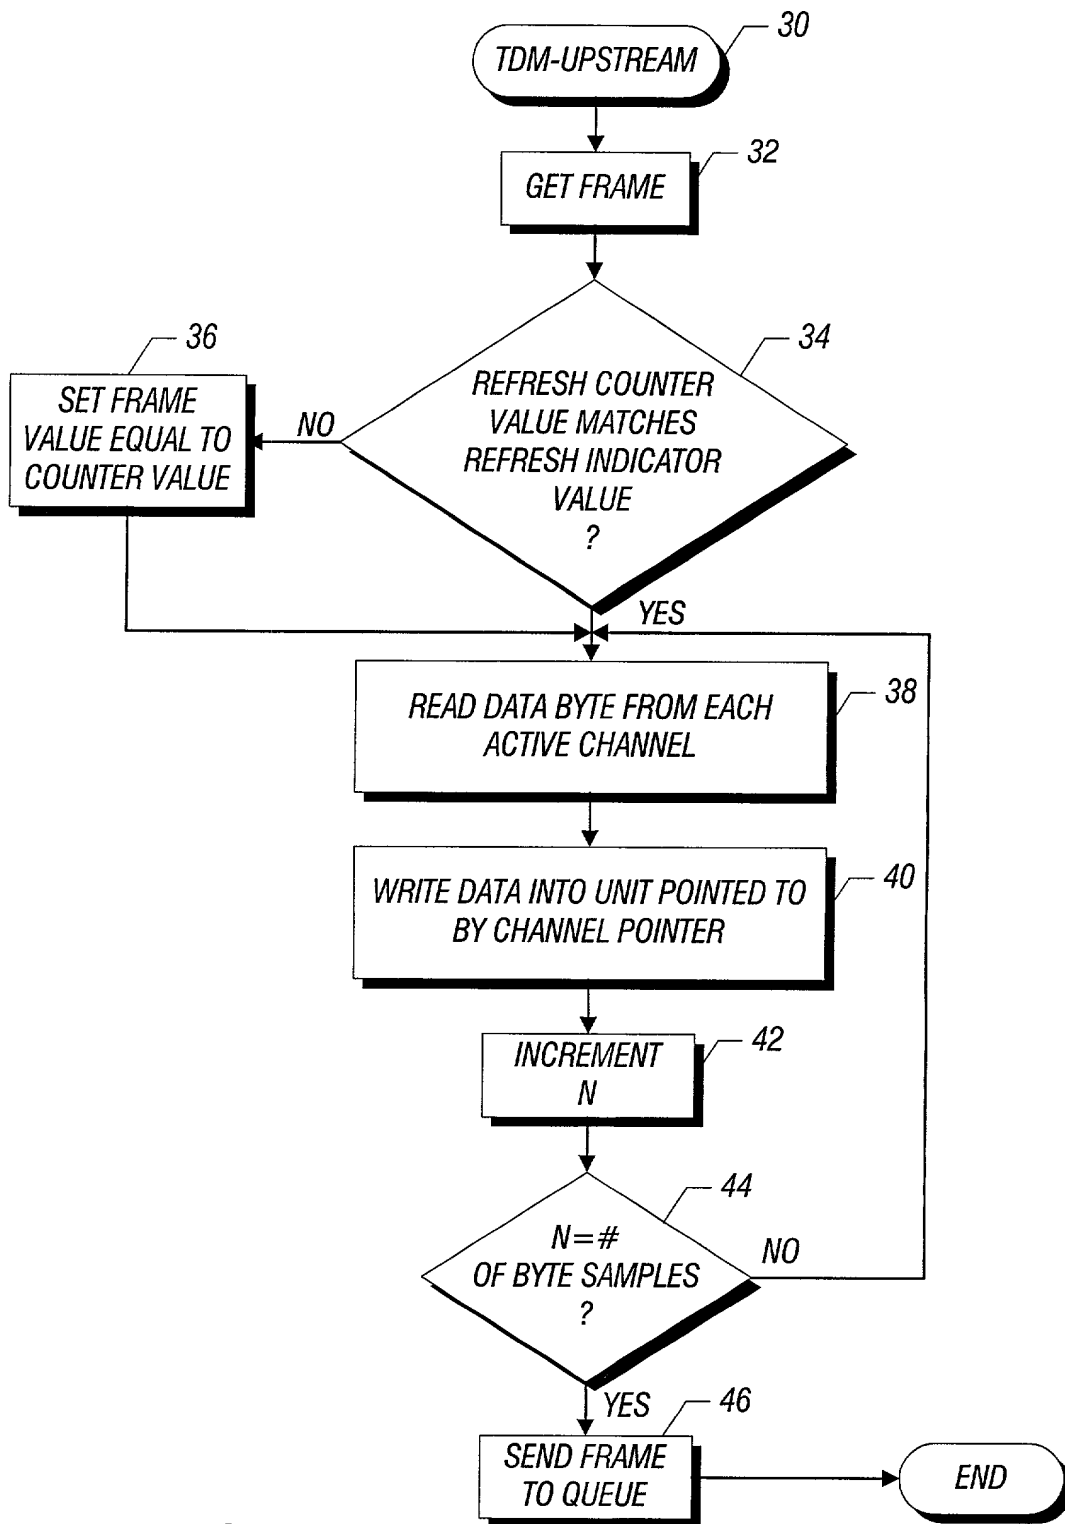 30
TDM-UPSTREAM
32
GET FRAME
34
REFRESH COUNTER
VALUE MATCHES
REFRESH INDICATOR
VALUE
?
36
SET FRAME
VALUE EQUAL TO
COUNTER VALUE
NO
YES
38
READ DATA BYTE FROM EACH
ACTIVE CHANNEL
40
WRITE DATA INTO UNIT POINTED TO
BY CHANNEL POINTER
42
INCREMENT
N
44
N=#
OF BYTE SAMPLES
?
NO
YES
46
SEND FRAME
TO QUEUE
END